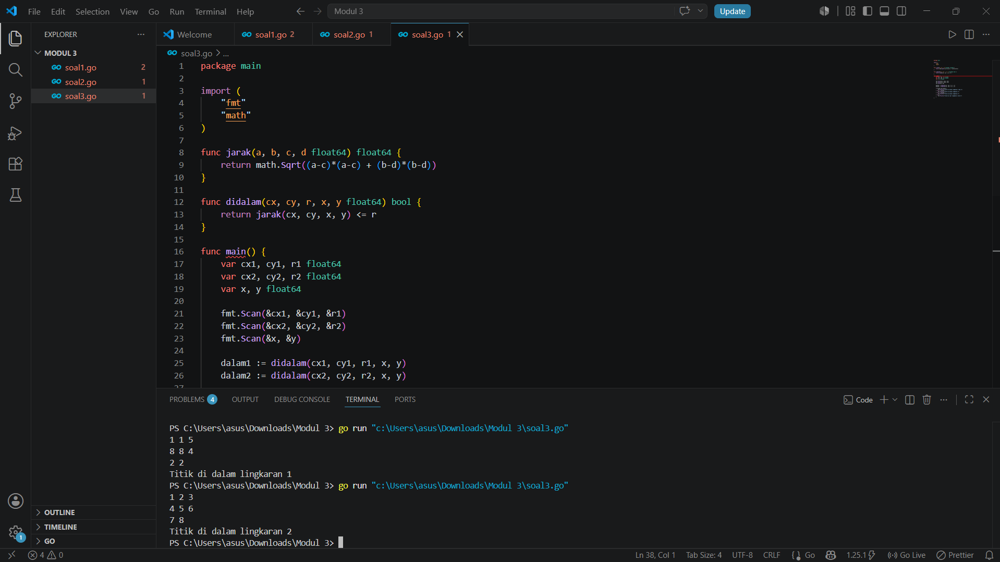 File Edit Selection View Go Run Terminal Help
Modul 3
Update
EXPLORER
MODUL 3
soal1.go 2
soal2.go 1
soal3.go 1
OUTLINE
TIMELINE
GO
Welcome
soal1.go 2
soal2.go 1
soal3.go 1
soal3.go > ...
1 package main
2
3 import (
4 "fmt"
5 "math"
6 )
7
8 func jarak(a, b, c, d float64) float64 {
9 return math.Sqrt((a-c)*(a-c) + (b-d)*(b-d))
10 }
11
12 func didalam(cx, cy, r, x, y float64) bool {
13 return jarak(cx, cy, x, y) <= r
14 }
15
16 func main() {
17 var cx1, cy1, r1 float64
18 var cx2, cy2, r2 float64
19 var x, y float64
20
21 fmt.Scan(&cx1, &cy1, &r1)
22 fmt.Scan(&cx2, &cy2, &r2)
23 fmt.Scan(&x, &y)
24
25 dalam1 := didalam(cx1, cy1, r1, x, y)
26 dalam2 := didalam(cx2, cy2, r2, x, y)
27
PROBLEMS 4 OUTPUT DEBUG CONSOLE TERMINAL PORTS
Code
PS C:\Users\asus\Downloads\Modul 3> go run "c:\Users\asus\Downloads\Modul 3\soal3.go"
1 1 5
8 8 4
2 2
Titik di dalam lingkaran 1
PS C:\Users\asus\Downloads\Modul 3> go run "c:\Users\asus\Downloads\Modul 3\soal3.go"
1 2 3
4 5 6
7 8
Titik di dalam lingkaran 2
PS C:\Users\asus\Downloads\Modul 3>
1
4 0
Ln 38, Col 1 Tab Size: 4 UTF-8 CRLF Go 1.25.1 Go Live Prettier